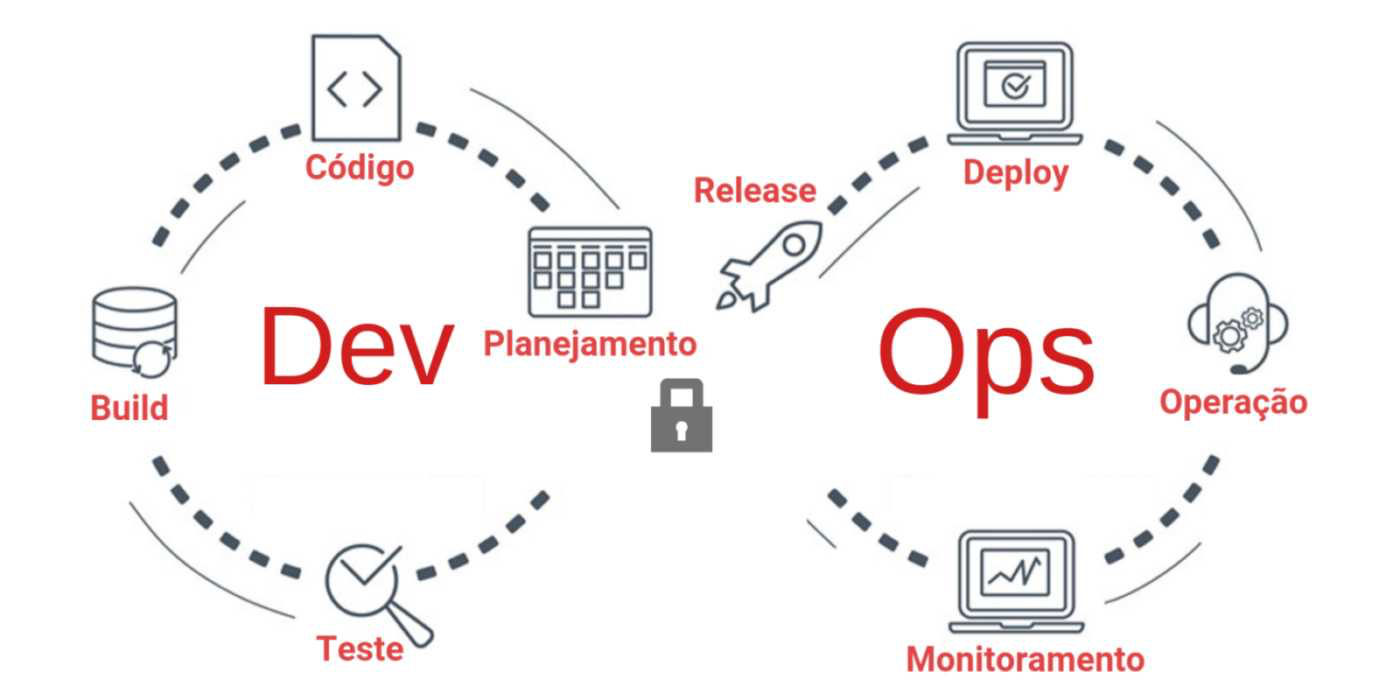 Código
Deploy
Release
Dev
Ops
Planejamento
Build
Operação
Teste
Monitoramento